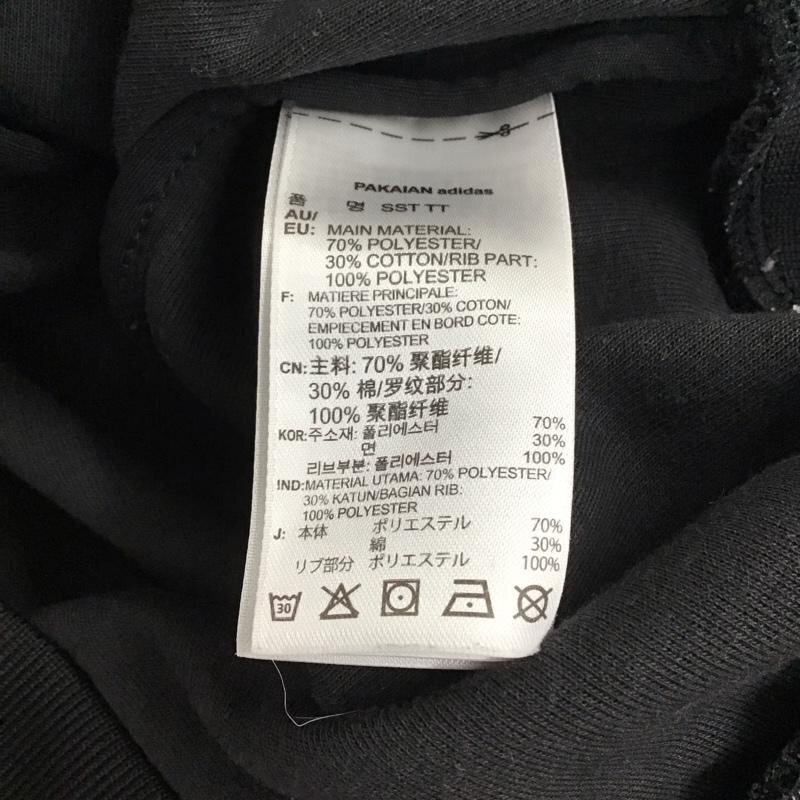 PAKAIAN adidas
품 명 SST TT
AU/
EU: MAIN MATERIAL:
70% POLYESTER/
30% COTTON/RIB PART:
100% POLYESTER
F: MATIERE PRINCIPALE:
70% POLYESTER/30% COTON/
EMPIECEMENT EN BORD COTE:
100% POLYESTER
CN:主料: 70% 聚酯纤维/
30% 棉/罗纹部分:
100% 聚酯纤维
KOR:주소재: 폴리에스터 70%
면 30%
리브부분: 폴리에스터 100%
IND:MATERIAL UTAMA: 70% POLYESTER/
30% KATUN/BAGIAN RIB:
100% POLYESTER
J: 本体 ポリエステル 70%
綿 30%
リブ部分 ポリエステル 100%
30